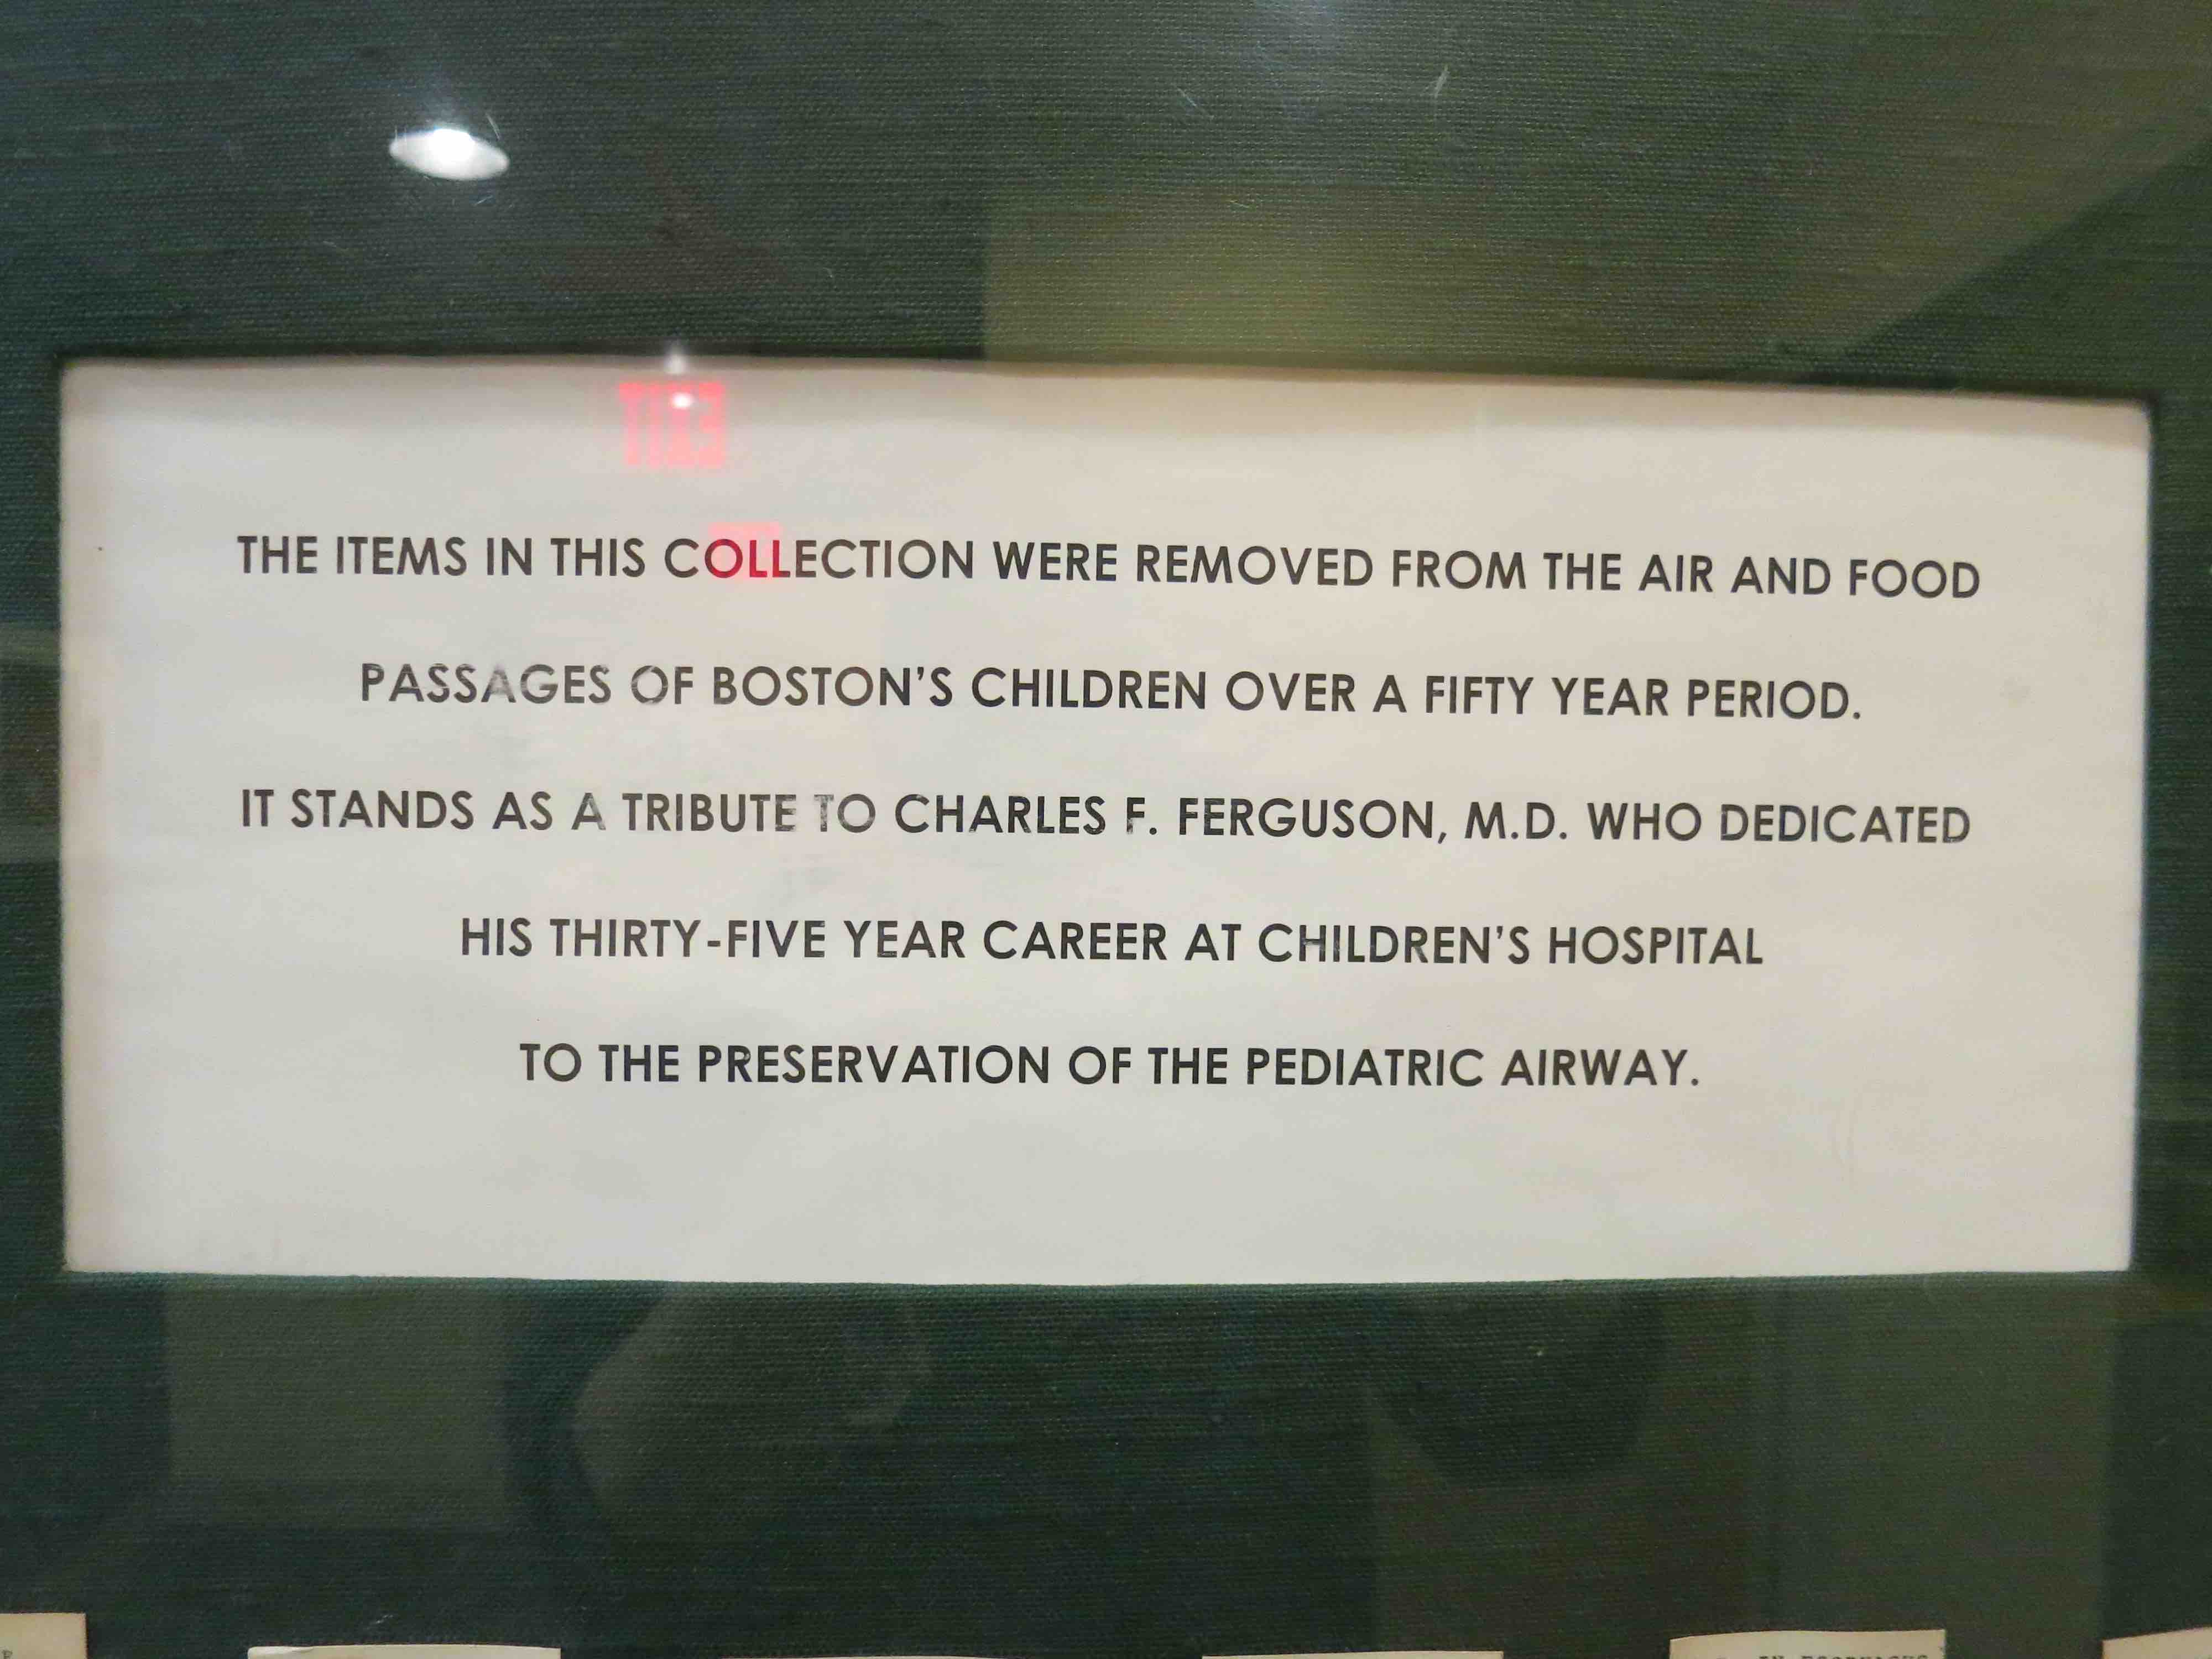 EXIT
THE ITEMS IN THIS COLLECTION WERE REMOVED FROM THE AIR AND FOOD
PASSAGES OF BOSTON'S CHILDREN OVER A FIFTY YEAR PERIOD.
IT STANDS AS A TRIBUTE TO CHARLES F. FERGUSON, M.D. WHO DEDICATED
HIS THIRTY-FIVE YEAR CAREER AT CHILDREN'S HOSPITAL
TO THE PRESERVATION OF THE PEDIATRIC AIRWAY.